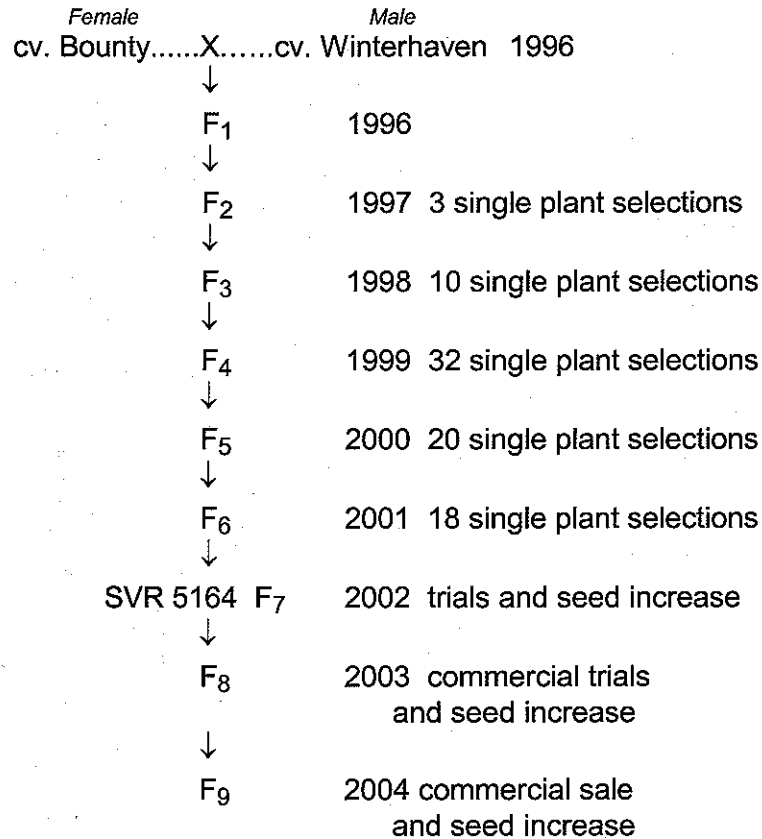 Female Male
cv. Bounty......X......cv. Winterhaven 1996
↓
F1 1996
↓
F2 1997 3 single plant selections
↓
F3 1998 10 single plant selections
↓
F4 1999 32 single plant selections
↓
F5 2000 20 single plant selections
↓
F6 2001 18 single plant selections
↓
SVR 5164 F7 2002 trials and seed increase
↓
F8 2003 commercial trials
and seed increase
↓
F9 2004 commercial sale
and seed increase